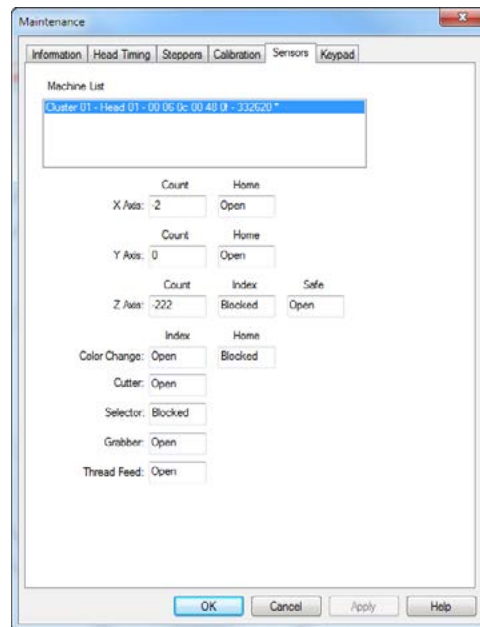 Maintenance
Information Head Timing Steppers Calibration Sensors Keypad
Machine List
Cluster 01 - Head 01 - 00 06 0c 00 48 0f - 332620 *
Count Home
X Axis: -2 Open
Count Home
Y Axis: 0 Open
Count Index Safe
Z Axis: -222 Blocked Open
Index Home
Color Change: Open Blocked
Cutter: Open
Selector: Blocked
Grabber: Open
Thread Feed: Open
OK Cancel Apply Help